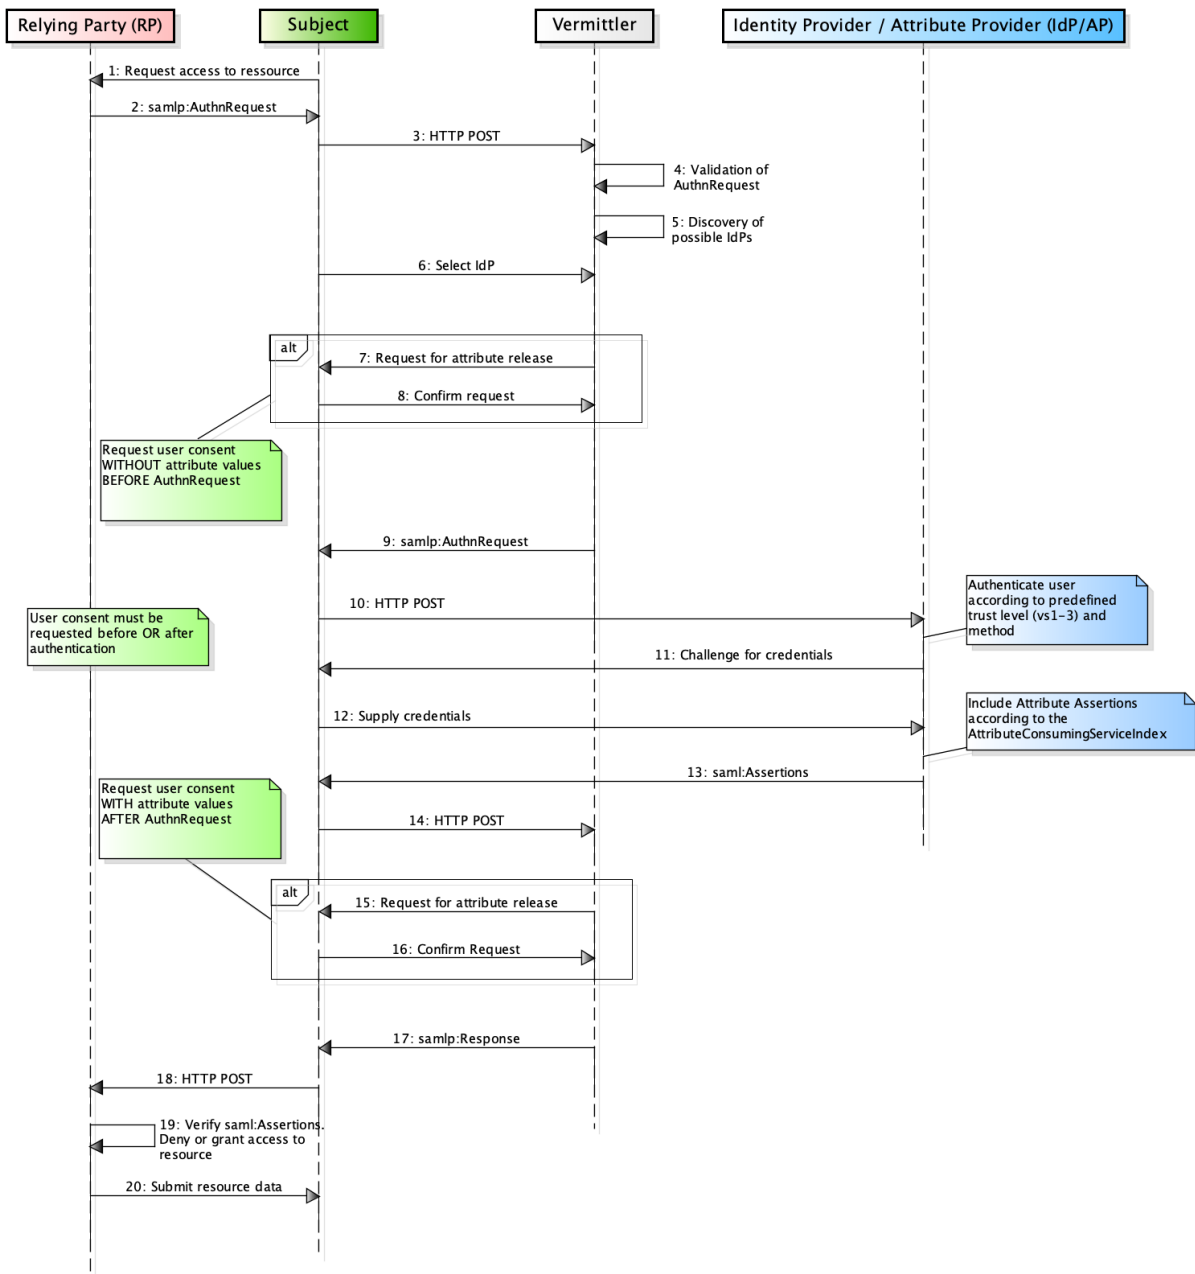 Relying Party (RP)
Subject
Vermittler
Identity Provider / Attribute Provider (IdP/AP)
1: Request access to ressource
2: samlp:AuthnRequest
3: HTTP POST
4: Validation of
AuthnRequest
5: Discovery of
possible IdPs
6: Select IdP
alt
7: Request for attribute release
8: Confirm request
Request user consent
WITHOUT attribute values
BEFORE AuthnRequest
9: samlp:AuthnRequest
Authenticate user
according to predefined
trust level (vs1-3) and
method
10: HTTP POST
User consent must be
requested before OR after
authentication
11: Challenge for credentials
Include Attribute Assertions
according to the
AttributeConsumingServiceIndex
12: Supply credentials
13: saml:Assertions
Request user consent
WITH attribute values
AFTER AuthnRequest
14: HTTP POST
alt
15: Request for attribute release
16: Confirm Request
17: samlp:Response
18: HTTP POST
19: Verify saml:Assertions.
Deny or grant access to
resource
20: Submit resource data